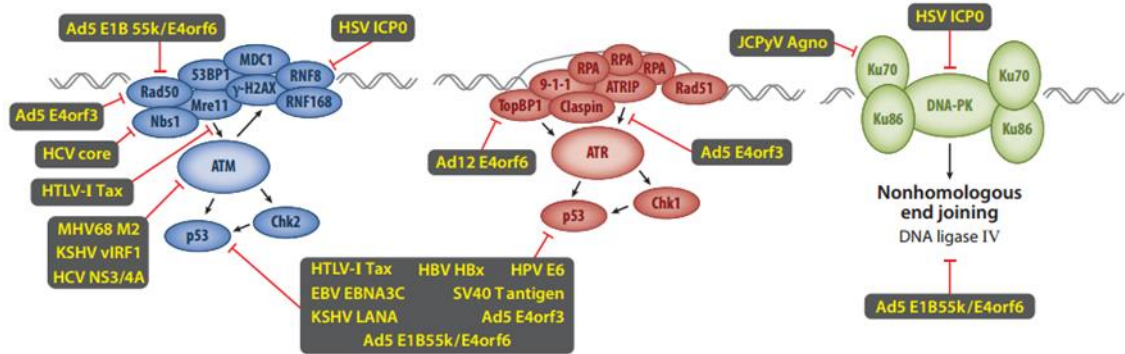 Ad5 E1B 55k/E4orf6
HSV ICP0
MDC1
53BP1
RNF8
γ-H2AX
Rad50
Mre11
RNF168
Nbs1
Ad5 E4orf3
HCV core
HTLV-I Tax
ATM
MHV68 M2
KSHV vIRF1
HCV NS3/4A
p53
Chk2
RPA
RPA
RPA
9-1-1
ATRIP
Rad51
TopBP1
Claspin
Ad12 E4orf6
ATR
Ad5 E4orf3
p53
Chk1
HTLV-I Tax HBV HBx HPV E6
EBV EBNA3C SV40 T antigen
KSHV LANA Ad5 E4orf3
Ad5 E1B55k/E4orf6
HSV ICP0
JCPyV Agno
Ku70
Ku70
DNA-PK
Ku86
Ku86
Nonhomologous
end joining
DNA ligase IV
Ad5 E1B55k/E4orf6